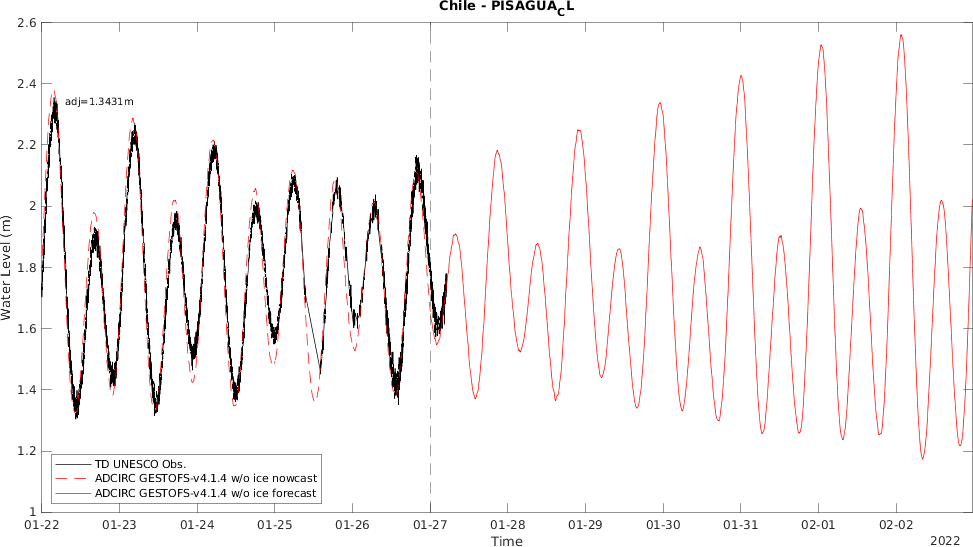 Chile - PISAGUA_CL
2.6
2.4
2.2
2
1.8
1.6
1.4
1.2
1
Water Level (m)
adj=1.3431m
TD UNESCO Obs.
ADCIRC GESTOFS-v4.1.4 w/o ice nowcast
ADCIRC GESTOFS-v4.1.4 w/o ice forecast
01-22 01-23 01-24 01-25 01-26 01-27 01-28 01-29 01-30 01-31 02-01 02-02
Time
2022